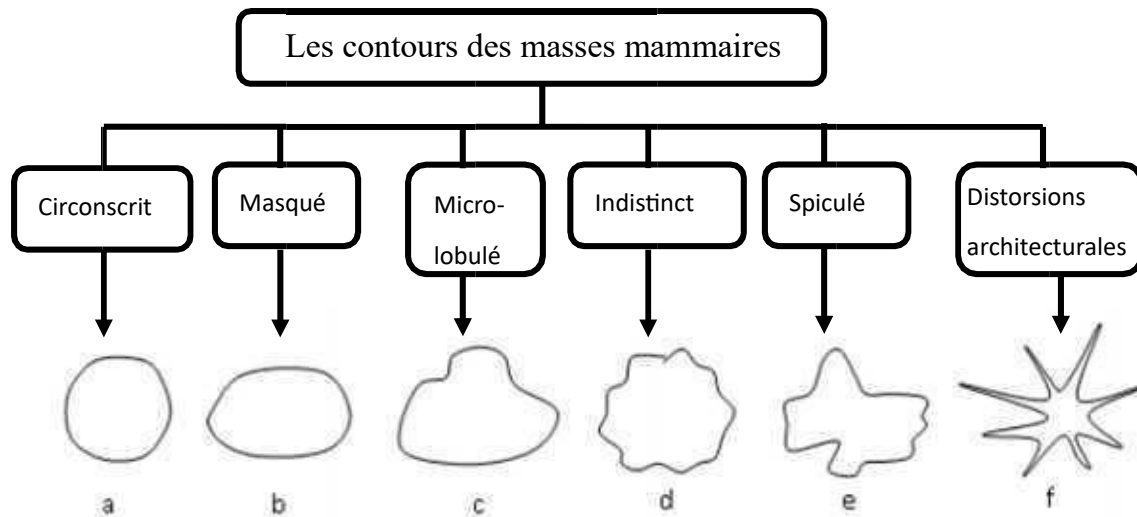 Les contours des masses mammaires
Circonscrit
Masqué
Micro-
lobulé
Indistinct
Spiculé
Distorsions
architecturales
a
b
c
d
e
f